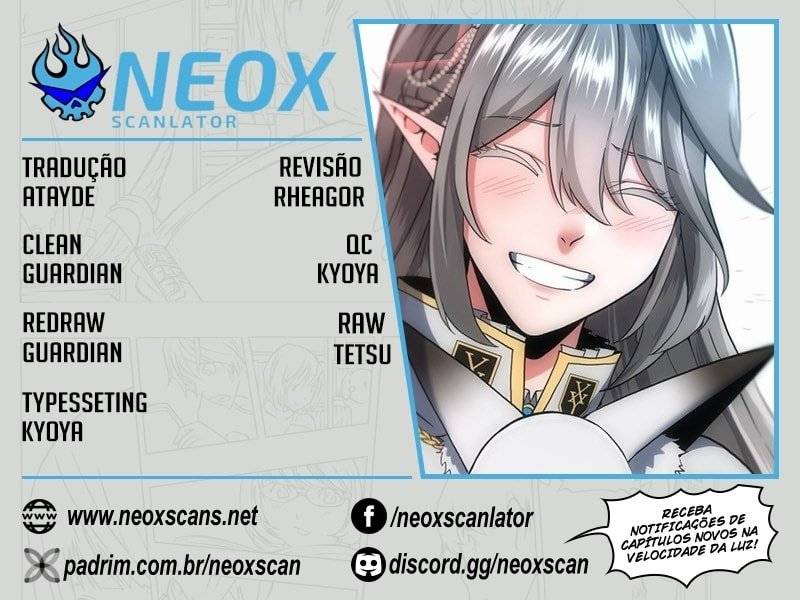 NEOX
SCANLATOR
TRADUÇÃO
ATAYDE
REVISÃO
RHEAGOR
CLEAN
GUARDIAN
QC
KYOYA
REDRAW
GUARDIAN
RAW
TETSU
TYPESSETING
KYOYA
www
www.neoxscans.net
/neoxscanlator
padrim.com.br/neoxscan
discord.gg/neoxscan
RECEBA
NOTIFICAÇÕES DE
CAPÍTULOS NOVOS NA
VELOCIDADE DA LUZ!